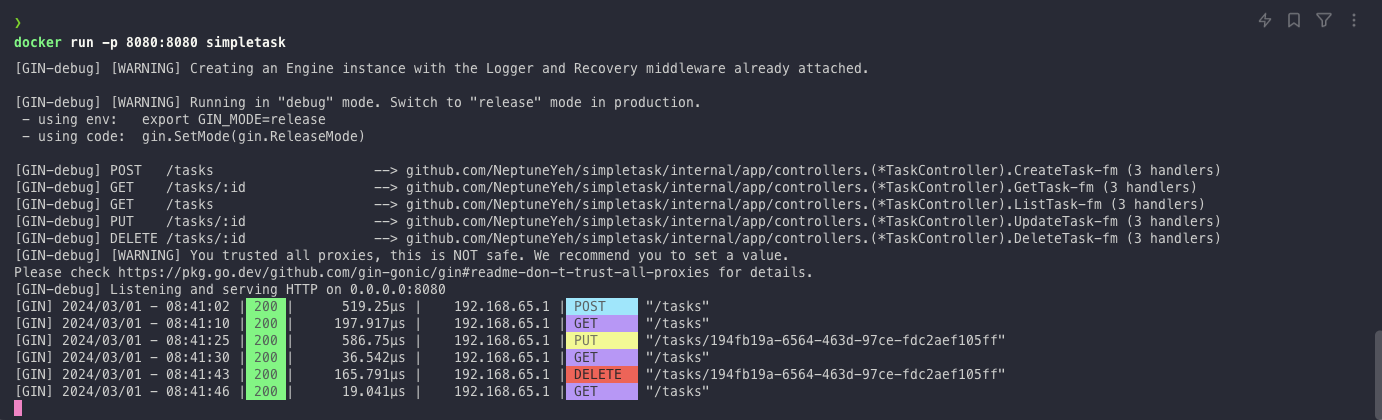 ❯
docker run -p 8080:8080 simpletask
[GIN-debug] [WARNING] Creating an Engine instance with the Logger and Recovery middleware already attached.
[GIN-debug] [WARNING] Running in "debug" mode. Switch to "release" mode in production.
 - using env:   export GIN_MODE=release
 - using code:  gin.SetMode(gin.ReleaseMode)
[GIN-debug] POST   /tasks                    --> github.com/NeptuneYeh/simpletask/internal/app/controllers.(*TaskController).CreateTask-fm (3 handlers)
[GIN-debug] GET    /tasks/:id                --> github.com/NeptuneYeh/simpletask/internal/app/controllers.(*TaskController).GetTask-fm (3 handlers)
[GIN-debug] GET    /tasks                    --> github.com/NeptuneYeh/simpletask/internal/app/controllers.(*TaskController).ListTask-fm (3 handlers)
[GIN-debug] PUT    /tasks/:id                --> github.com/NeptuneYeh/simpletask/internal/app/controllers.(*TaskController).UpdateTask-fm (3 handlers)
[GIN-debug] DELETE /tasks/:id                --> github.com/NeptuneYeh/simpletask/internal/app/controllers.(*TaskController).DeleteTask-fm (3 handlers)
[GIN-debug] [WARNING] You trusted all proxies, this is NOT safe. We recommend you to set a value.
Please check https://pkg.go.dev/github.com/gin-gonic/gin#readme-don-t-trust-all-proxies for details.
[GIN-debug] Listening and serving HTTP on 0.0.0.0:8080
[GIN] 2024/03/01 - 08:41:02 | 200 |      519.25µs |    192.168.65.1 | POST     "/tasks"
[GIN] 2024/03/01 - 08:41:10 | 200 |     197.917µs |    192.168.65.1 | GET      "/tasks"
[GIN] 2024/03/01 - 08:41:25 | 200 |      586.75µs |    192.168.65.1 | PUT      "/tasks/194fb19a-6564-463d-97ce-fdc2aef105ff"
[GIN] 2024/03/01 - 08:41:30 | 200 |      36.542µs |    192.168.65.1 | GET      "/tasks"
[GIN] 2024/03/01 - 08:41:43 | 200 |     165.791µs |    192.168.65.1 | DELETE   "/tasks/194fb19a-6564-463d-97ce-fdc2aef105ff"
[GIN] 2024/03/01 - 08:41:46 | 200 |      19.041µs |    192.168.65.1 | GET      "/tasks"